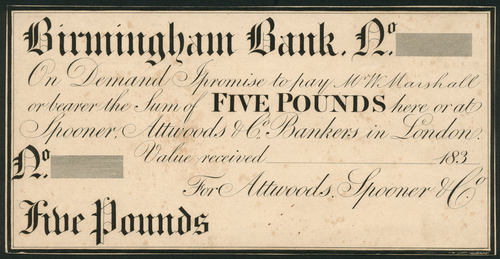 Birmingham Bank. No.
On Demand I promise to pay Mr. W. Marshall
or bearer the Sum of FIVE POUNDS here or at
Spooner, Attwoods & Co. Bankers in London.
Value received 183
No.
For Attwoods, Spooner & Co.
Five Pounds